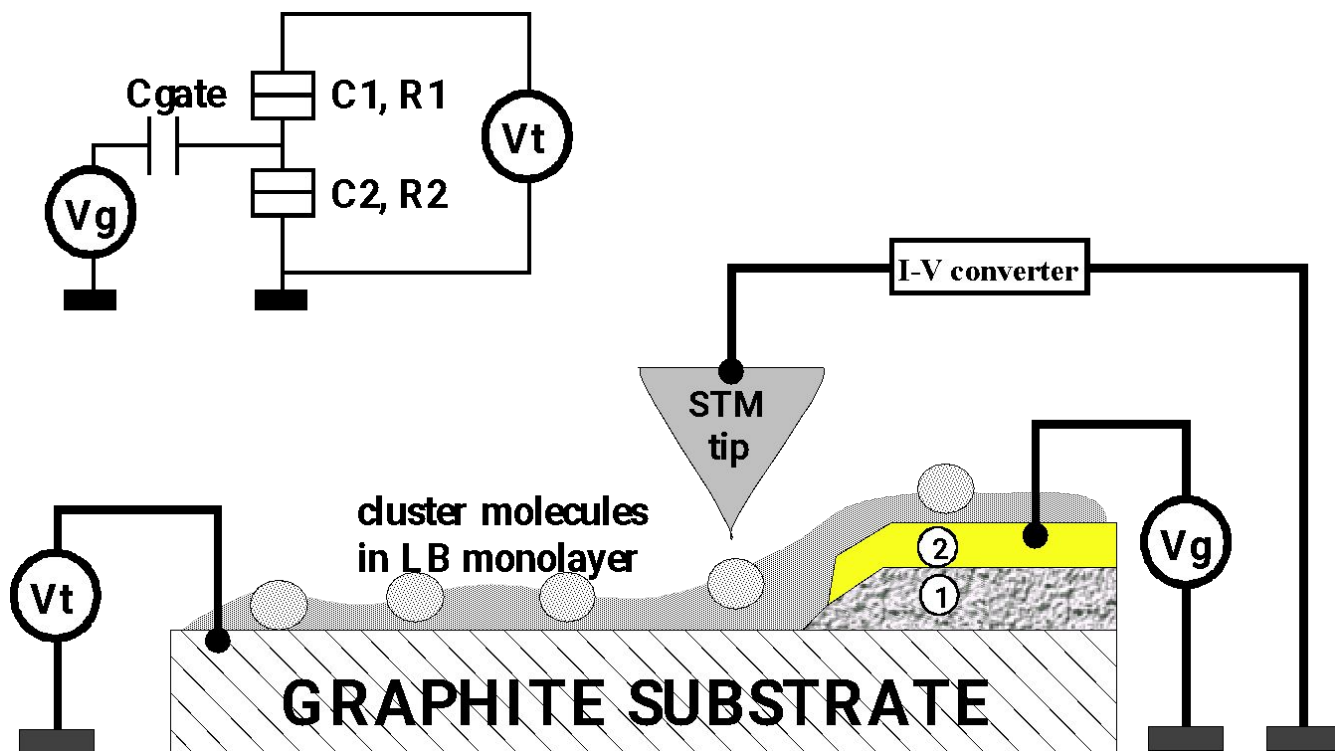 Cgate
C1, R1
Vt
C2, R2
Vg
I-V converter
STM
tip
cluster molecules
in LB monolayer
2
Vg
1
Vt
GRAPHITE SUBSTRATE